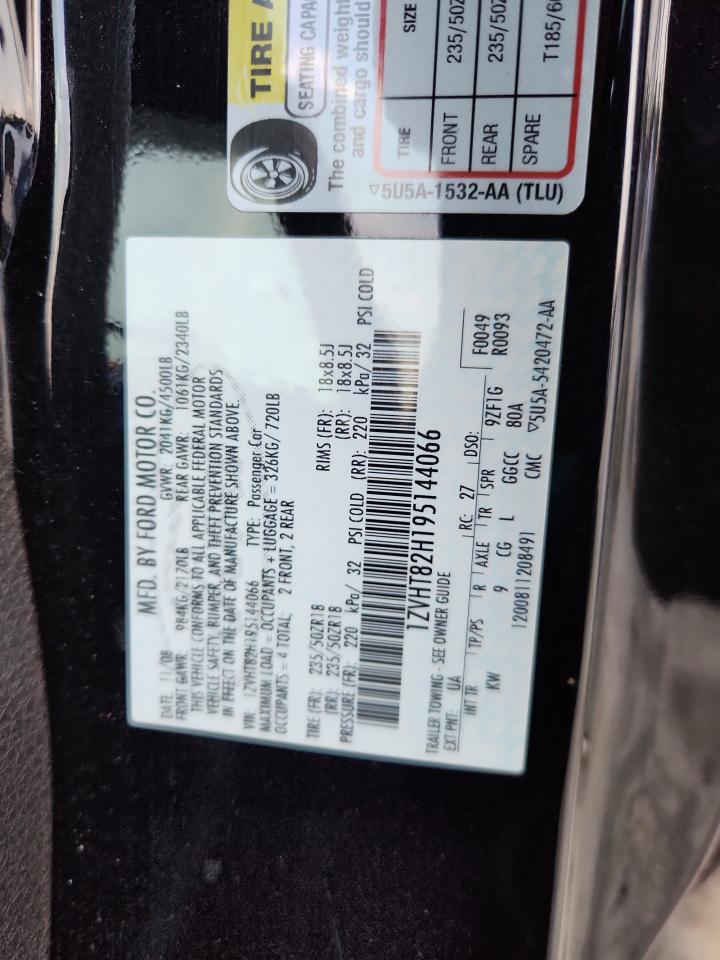 MFD. BY FORD MOTOR CO.
DATE: 11/08 GVWR: 2041KG/4500LB
FRONT GAWR: 984KG/2170LB REAR GAWR: 1061KG/2340LB
THIS VEHICLE CONFORMS TO ALL APPLICABLE FEDERAL MOTOR
VEHICLE SAFETY, BUMPER, AND THEFT PREVENTION STANDARDS
IN EFFECT ON THE DATE OF MANUFACTURE SHOWN ABOVE.
VIN: 1ZVHT82H195144066 TYPE: Passenger Car
MAXIMUM LOAD = OCCUPANTS + LUGGAGE = 326KG/720LB
OCCUPANTS = 4 TOTAL: 2 FRONT, 2 REAR
TIRE (FR): 235/50ZR18 RIMS (FR): 18x8.5J
(RR): 235/50ZR18 (RR): 18x8.5J
PRESSURE (FR): 220 kPa/ 32 PSI COLD (RR): 220 kPa/ 32 PSI COLD
1ZVHT82H195144066
TRAILER TOWING - SEE OWNER GUIDE
EXT PNT: UA RC: 27 DSO: F0049
INT TR TP/PS R AXLE TR SPR 9ZF1G R0093
KW 9 CG L GGCC 80A
1200811208491 CMC ▽5U5A-5420472-AA
TIRE A
SEATING CAPA
The combined weight
and cargo should
TIRE SIZE
FRONT 235/50Z
REAR 235/50Z
SPARE T185/60
▽5U5A-1532-AA (TLU)